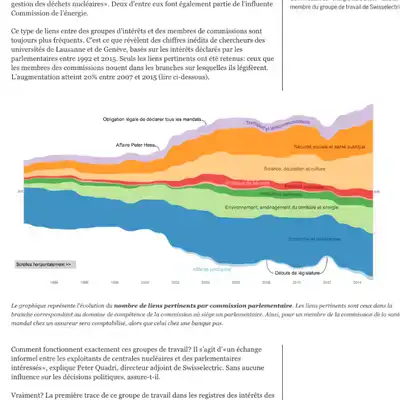 gestion des déchets nucléaires». Deux d'entre eux font également partie de l'influente
Commission de l'énergie.
membre du groupe de travail de Swisselectric
Ce type de liens entre des groupes d'intérêts et des membres de commissions sont
toujours plus fréquents. C'est ce que révèlent des chiffres inédits de chercheurs des
universités de Lausanne et de Genève, basés sur les intérêts déclarés par les
parlementaires entre 1992 et 2015. Seuls les liens pertinents ont été retenus: ceux que
les membres des commissions nouent dans les branches sur lesquelles ils légifèrent.
L'augmentation atteint 20% entre 2007 et 2015 (lire ci-dessous).
Obligation légale de déclarer tous les mandats
Affaire Peter Hess
Sécurité sociale et santé publique
Science, éducation et culture
Environnement, aménagement du territoire et énergie
Economie et redevances
Affaires juridiques
Débuts de législature
Scrollez horizontalement >>
Le graphique représente l'évolution du nombre de liens pertinents par commission parlementaire. Les liens pertinents sont ceux dans la
branche correspondant au domaine de compétence de la commission où siège un parlementaire. Ainsi, pour un membre de la commission de la santé
mandat chez un assureur sera comptabilisé, alors que celui chez une banque pas.
Comment fonctionnent exactement ces groupes de travail? Il s'agit d'«un échange
informel entre les exploitants de centrales nucléaires et des parlementaires
intéressés», explique Peter Quadri, directeur adjoint de Swisselectric. Sans aucune
influence sur les décisions politiques, assure-t-il.
Vraiment? La première trace de ce groupe de travail dans les registres des intérêts des